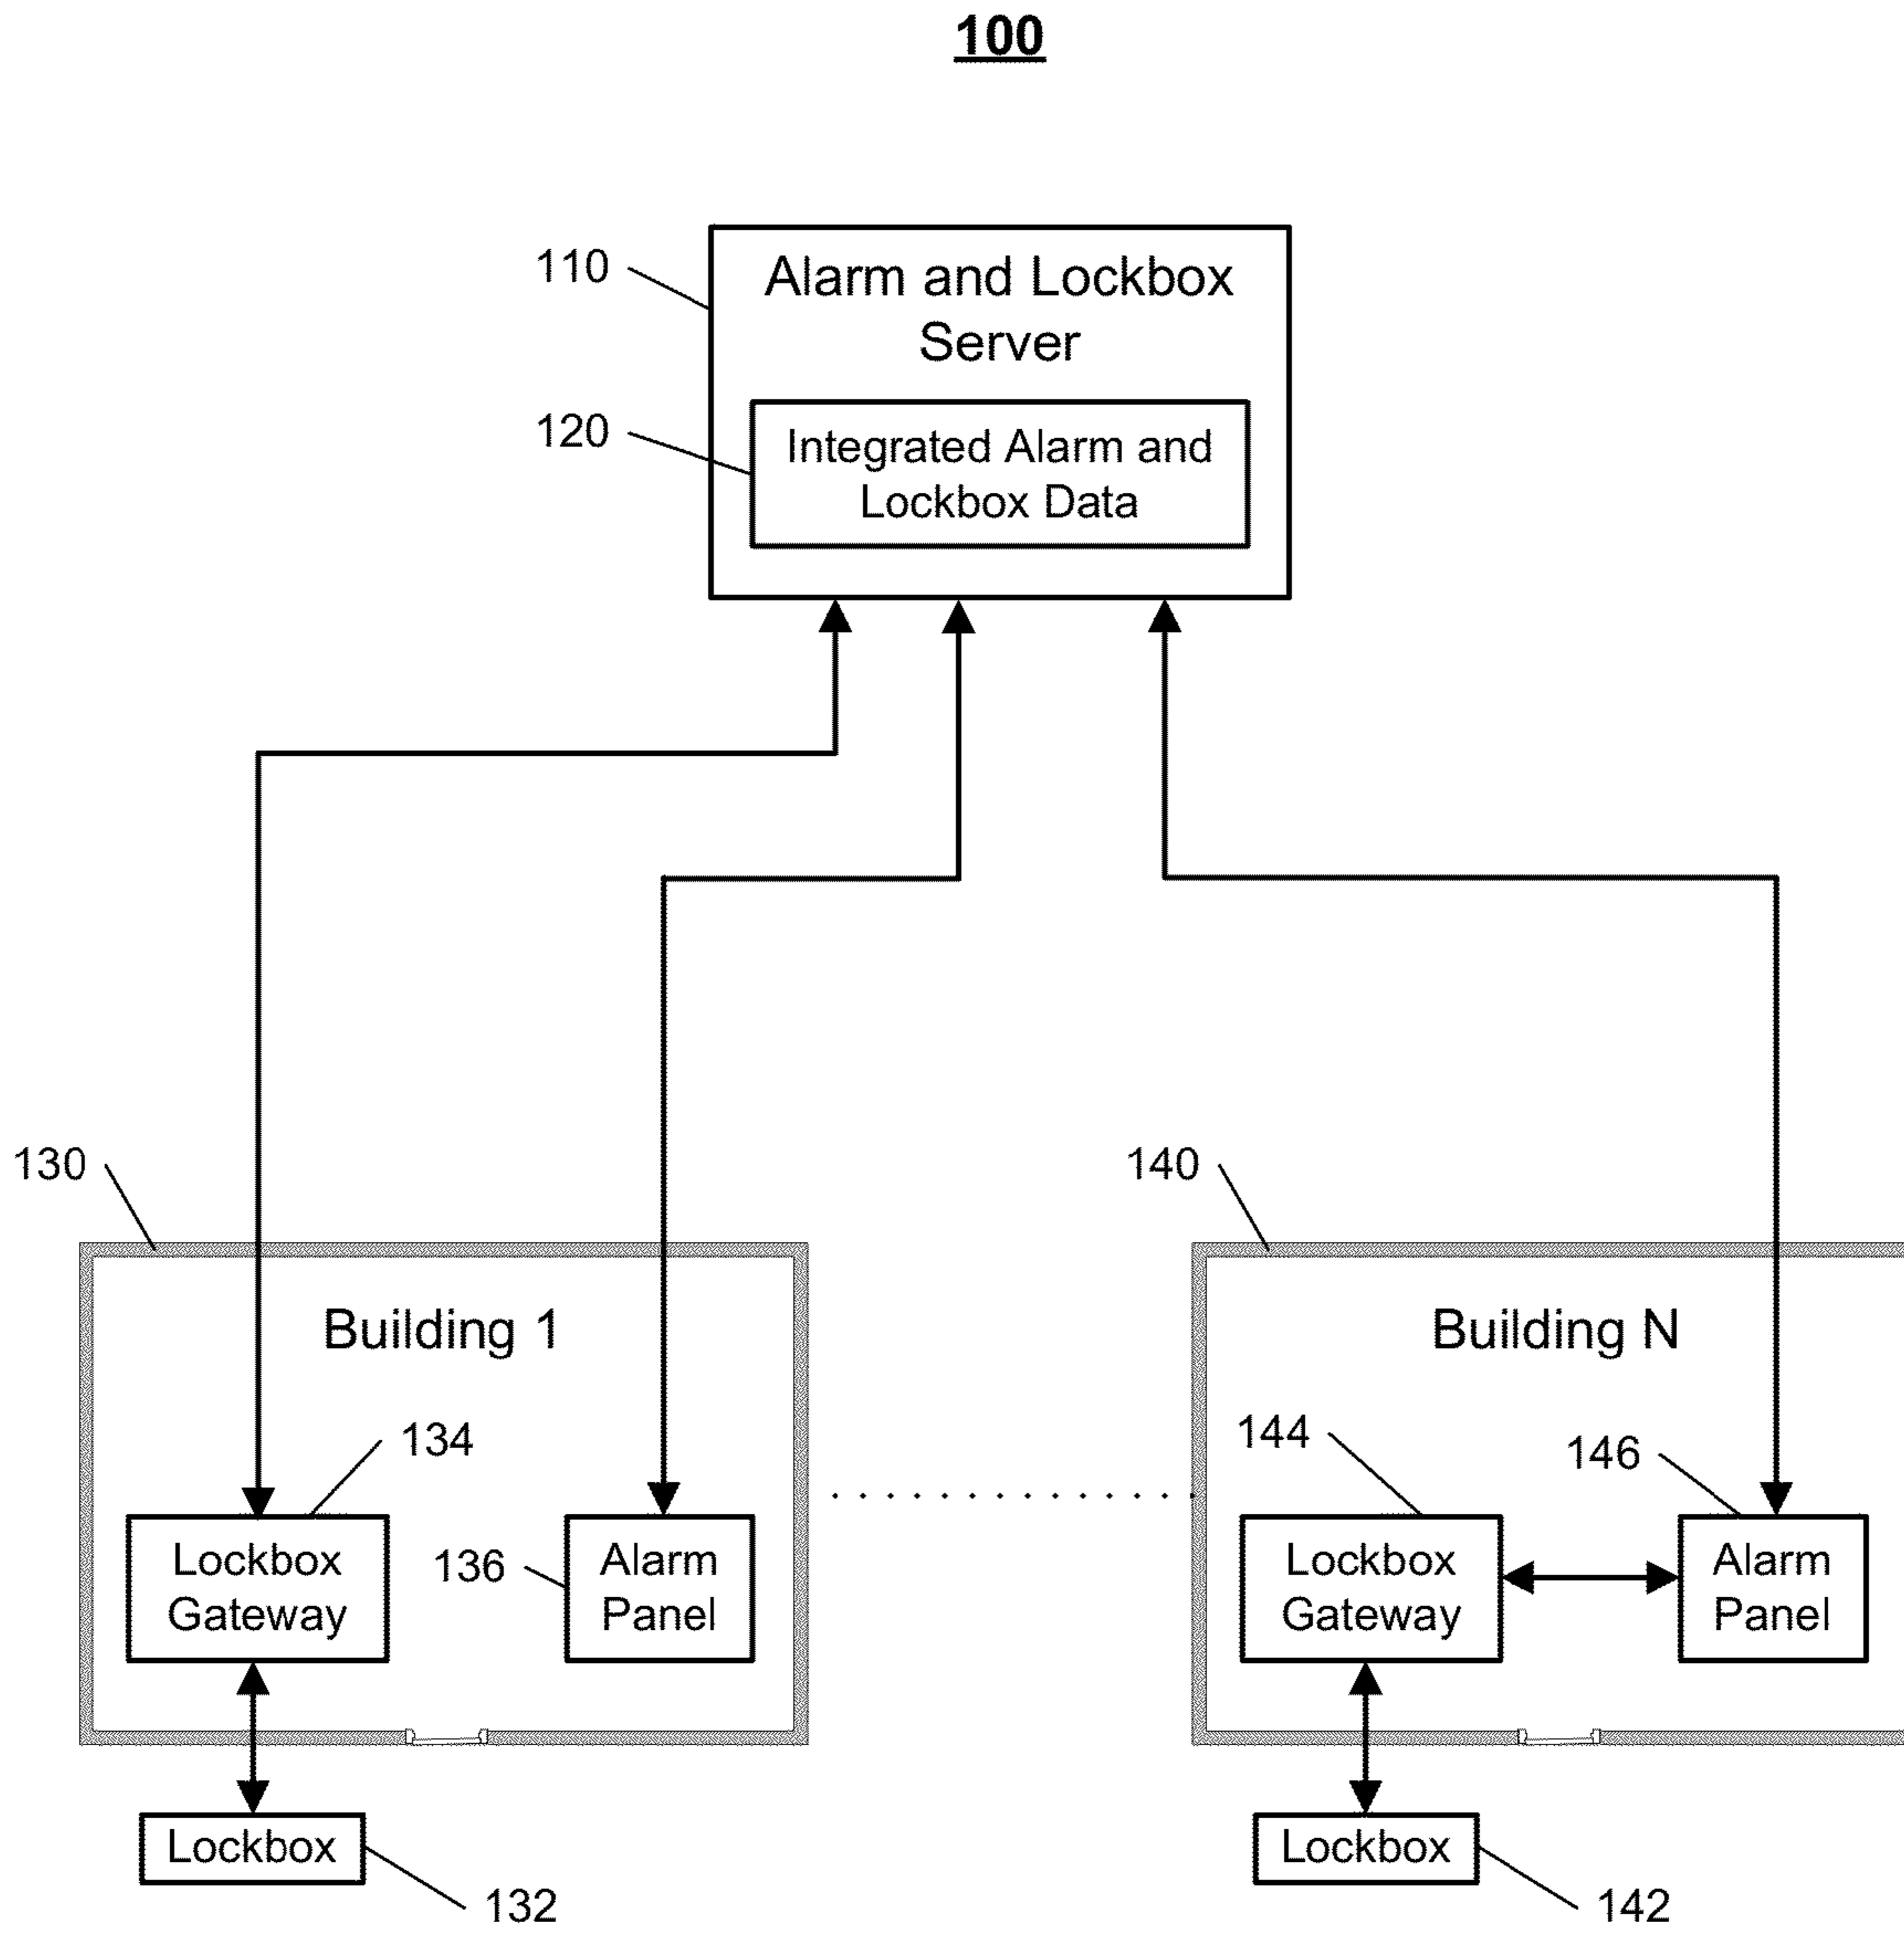 100
110
Alarm and Lockbox
Server
120
Integrated Alarm and
Lockbox Data
130
140
Building 1
Building N
134
144
146
Lockbox
Gateway
136
Alarm
Panel
Lockbox
Gateway
Alarm
Panel
Lockbox
132
Lockbox
142